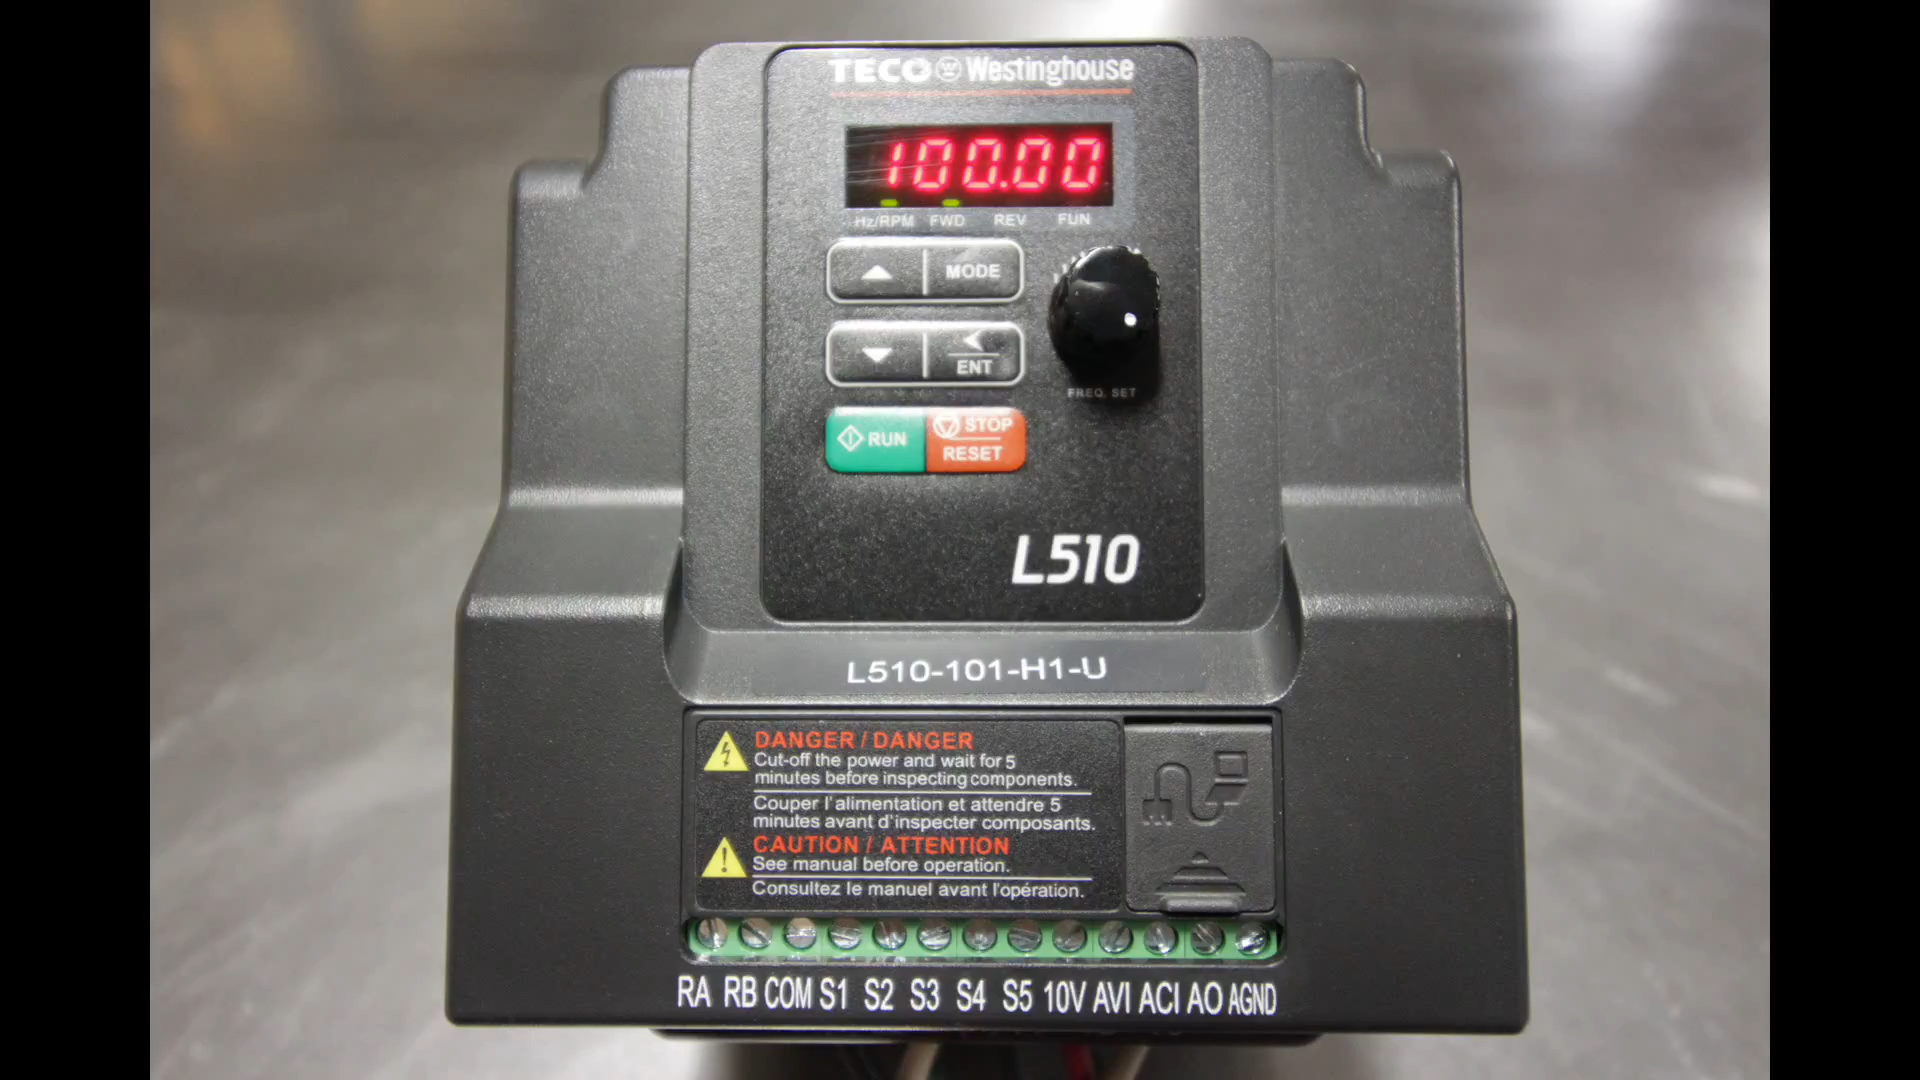 TECO Westinghouse
100.00
Hz/RPM FWD REV FUN
MODE
ENT
FREQ. SET
RUN
STOP
RESET
L510
L510-101-H1-U
DANGER / DANGER
Cut-off the power and wait for 5
minutes before inspecting components.
Couper l'alimentation et attendre 5
minutes avant d'inspecter composants.
CAUTION / ATTENTION
See manual before operation.
Consultez le manuel avant l'opération.
RA RB COM S1 S2 S3 S4 S5 10V AVI ACI AO AGND